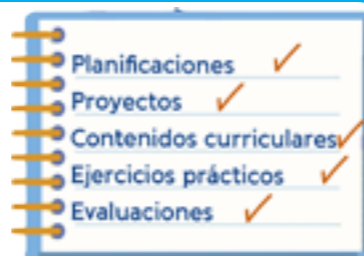 Planificaciones
Proyectos
Contenidos curriculares
Ejercicios prácticos
Evaluaciones